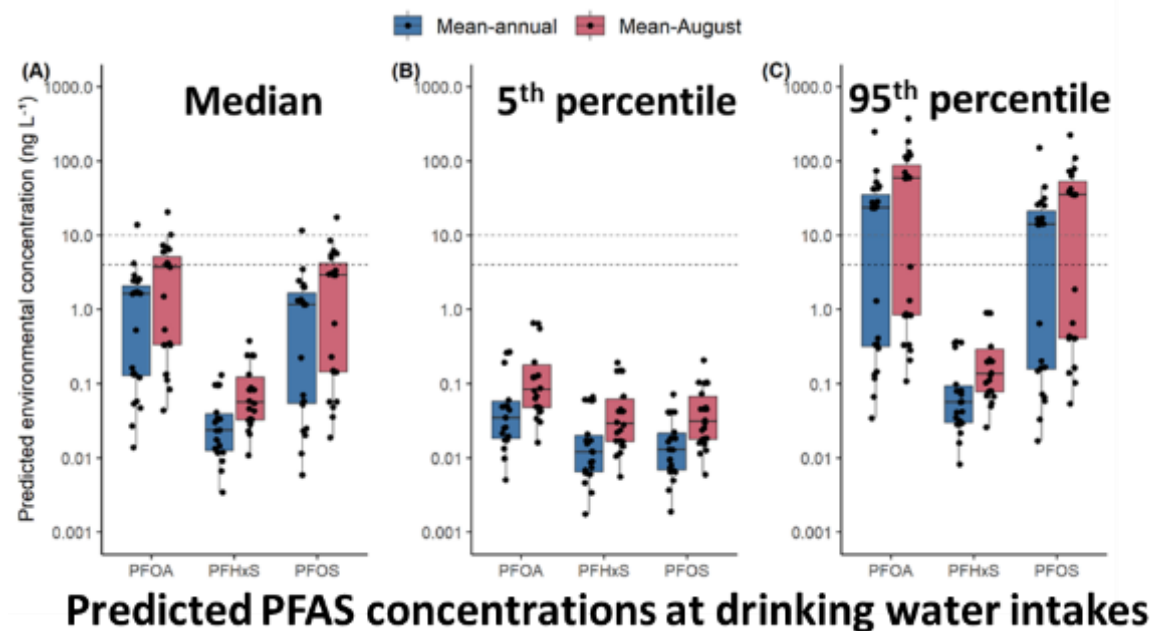 Mean-annual Mean-August
(A) Median
(B) 5th percentile
(C) 95th percentile
Predicted environmental concentration (ng L⁻¹)
1000.0
100.0
10.0
1.0
0.1
0.01
0.001
1000.0
100.0
10.0
1.0
0.1
0.01
0.001
1000.0
100.0
10.0
1.0
0.1
0.01
0.001
PFOA PFHxS PFOS
PFOA PFHxS PFOS
PFOA PFHxS PFOS
Predicted PFAS concentrations at drinking water intakes